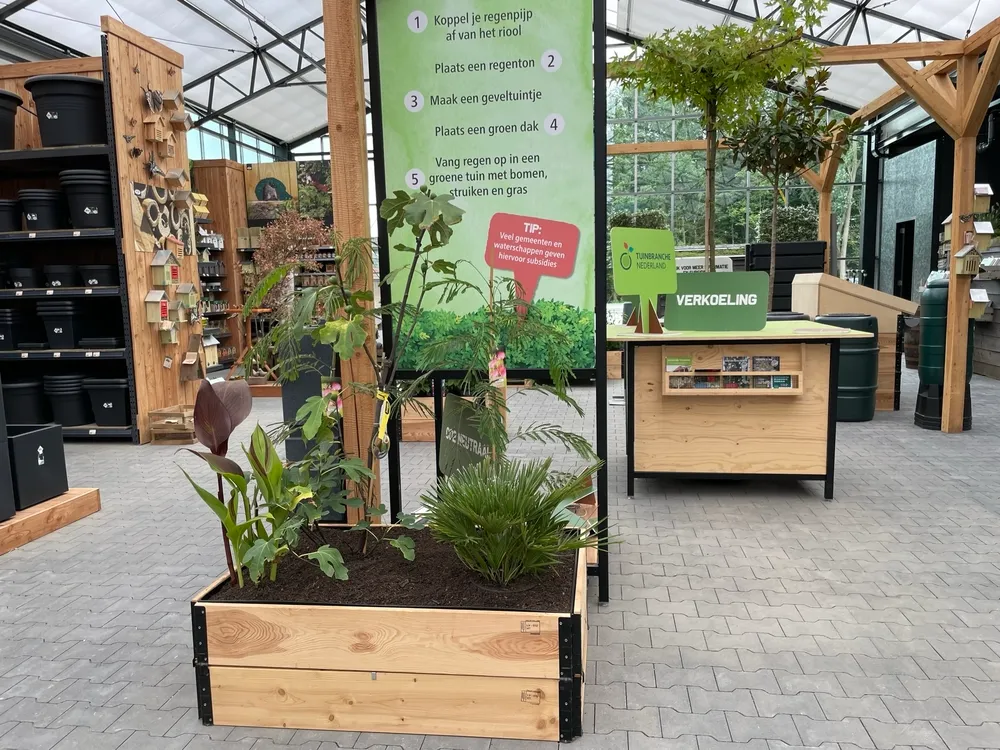 1 Koppel je regenpijp
af van het riool
Plaats een regenton 2
3 Maak een geveltuintje
Plaats een groen dak 4
Vang regen op in een
5 groene tuin met bomen,
struiken en gras
TIP:
Veel gemeenten en
waterschappen geven
hiervoor subsidies
TUINBRANCHE
NEDERLAND
VERKOELING
CO2 NEUTRAAL